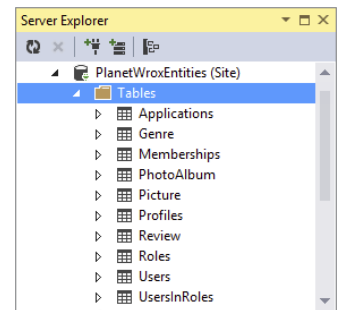 Server Explorer
PlanetWroxEntities (Site)
Tables
Applications
Genre
Memberships
PhotoAlbum
Picture
Profiles
Review
Roles
Users
UsersInRoles